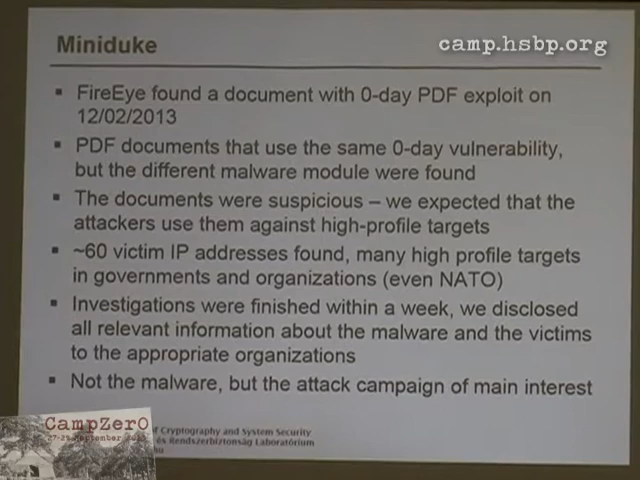 Miniduke
camp.hsbp.org
▪ FireEye found a document with 0-day PDF exploit on
12/02/2013
▪ PDF documents that use the same 0-day vulnerability,
but the different malware module were found
▪ The documents were suspicious – we expected that the
attackers use them against high-profile targets
▪ ~60 victim IP addresses found, many high profile targets
in governments and organizations (even NATO)
▪ Investigations were finished within a week, we disclosed
all relevant information about the malware and the victims
to the appropriate organizations
▪ Not the malware, but the attack campaign of main interest
CampZer0
f Cryptography and System Security
és Rendszerbiztonság Laboratórium
hu